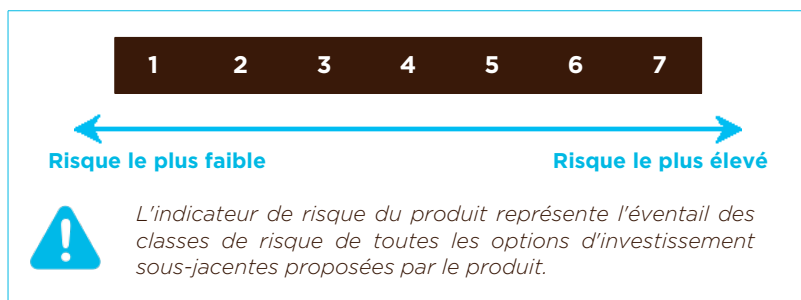 1 2 3 4 5 6 7
Risque le plus faible Risque le plus élevé
L'indicateur de risque du produit représente l'éventail des
classes de risque de toutes les options d'investissement
sous-jacentes proposées par le produit.